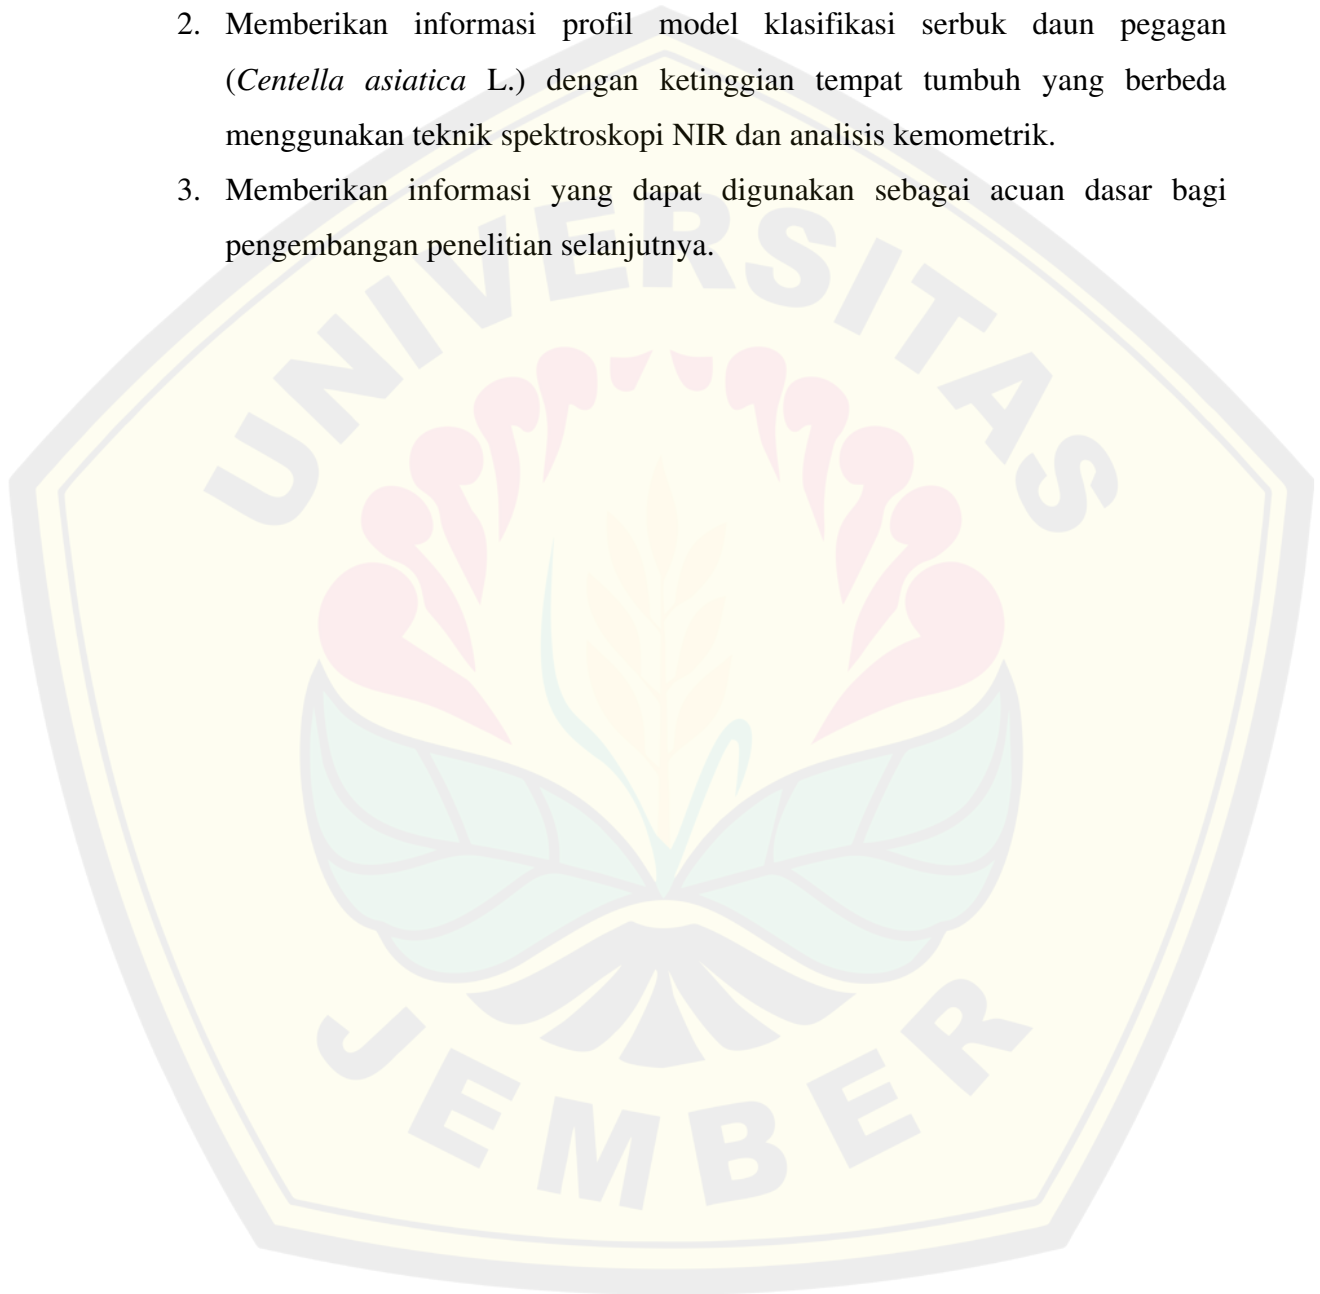 2. Memberikan informasi profil model klasifikasi serbuk daun pegagan
(Centella asiatica L.) dengan ketinggian tempat tumbuh yang berbeda
menggunakan teknik spektroskopi NIR dan analisis kemometrik.
3. Memberikan informasi yang dapat digunakan sebagai acuan dasar bagi
pengembangan penelitian selanjutnya.
UNIVERSITAS
JEMBER